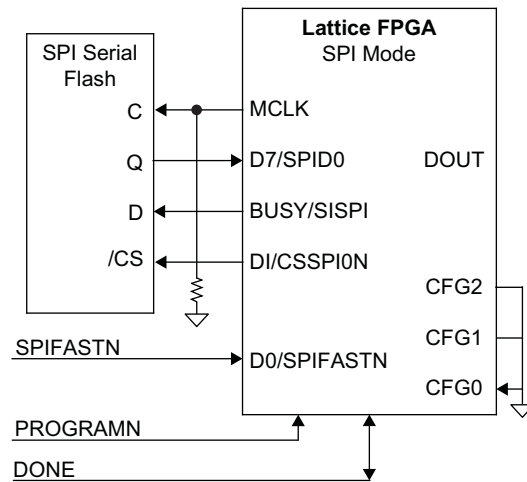 SPI Serial
Flash
C
Q
D
/CS
Lattice FPGA
SPI Mode
MCLK
D7/SPID0
DOUT
BUSY/SISPI
DI/CSSPI0N
CFG2
CFG1
CFG0
D0/SPIFASTN
SPIFASTN
PROGRAMN
DONE